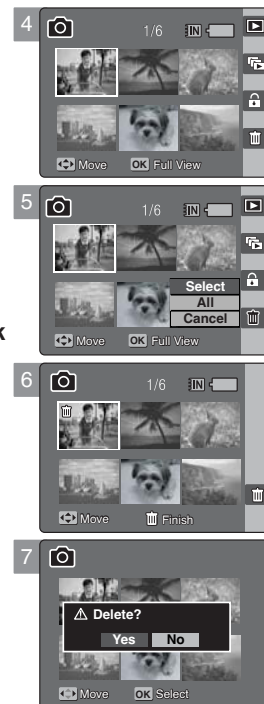 4
1/6 IN
Move OK Full View
5
1/6 IN
Select
All
Cancel
k
Move OK Full View
6
1/6 IN
Move Finish
7
Delete?
Yes No
Move OK Select